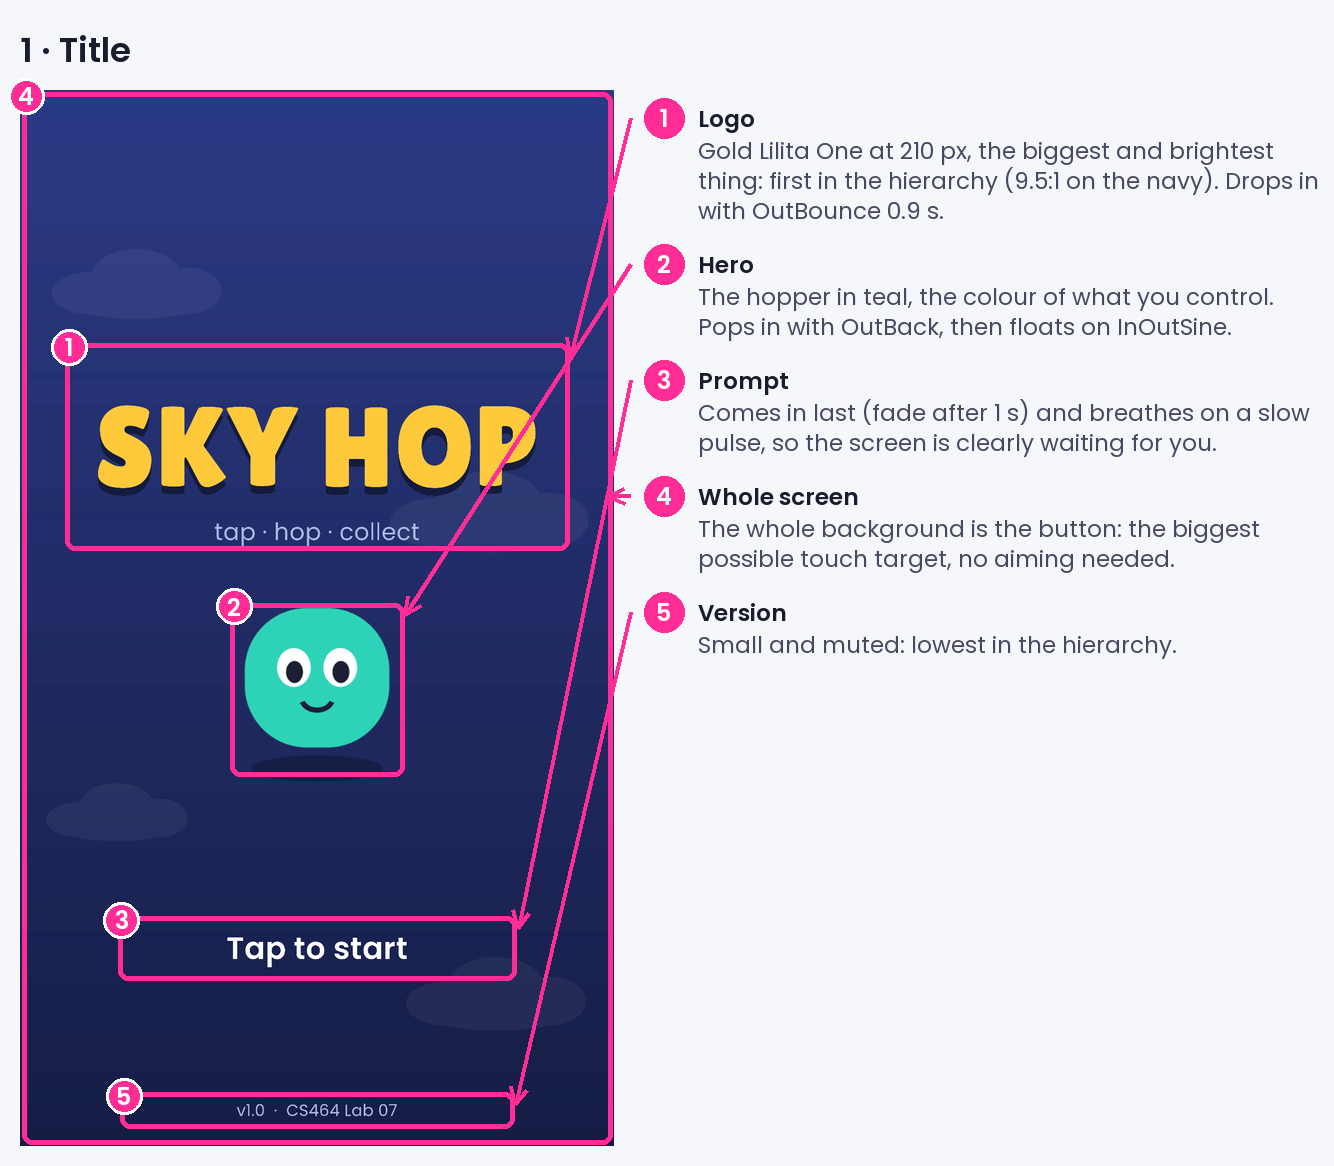 1 · Title
4
1
SKY HOP
tap · hop · collect
2
3
Tap to start
5
v1.0 · CS464 Lab 07
1 Logo
Gold Lilita One at 210 px, the biggest and brightest
thing: first in the hierarchy (9.5:1 on the navy). Drops in
with OutBounce 0.9 s.
2 Hero
The hopper in teal, the colour of what you control.
Pops in with OutBack, then floats on InOutSine.
3 Prompt
Comes in last (fade after 1 s) and breathes on a slow
pulse, so the screen is clearly waiting for you.
4 Whole screen
The whole background is the button: the biggest
possible touch target, no aiming needed.
5 Version
Small and muted: lowest in the hierarchy.